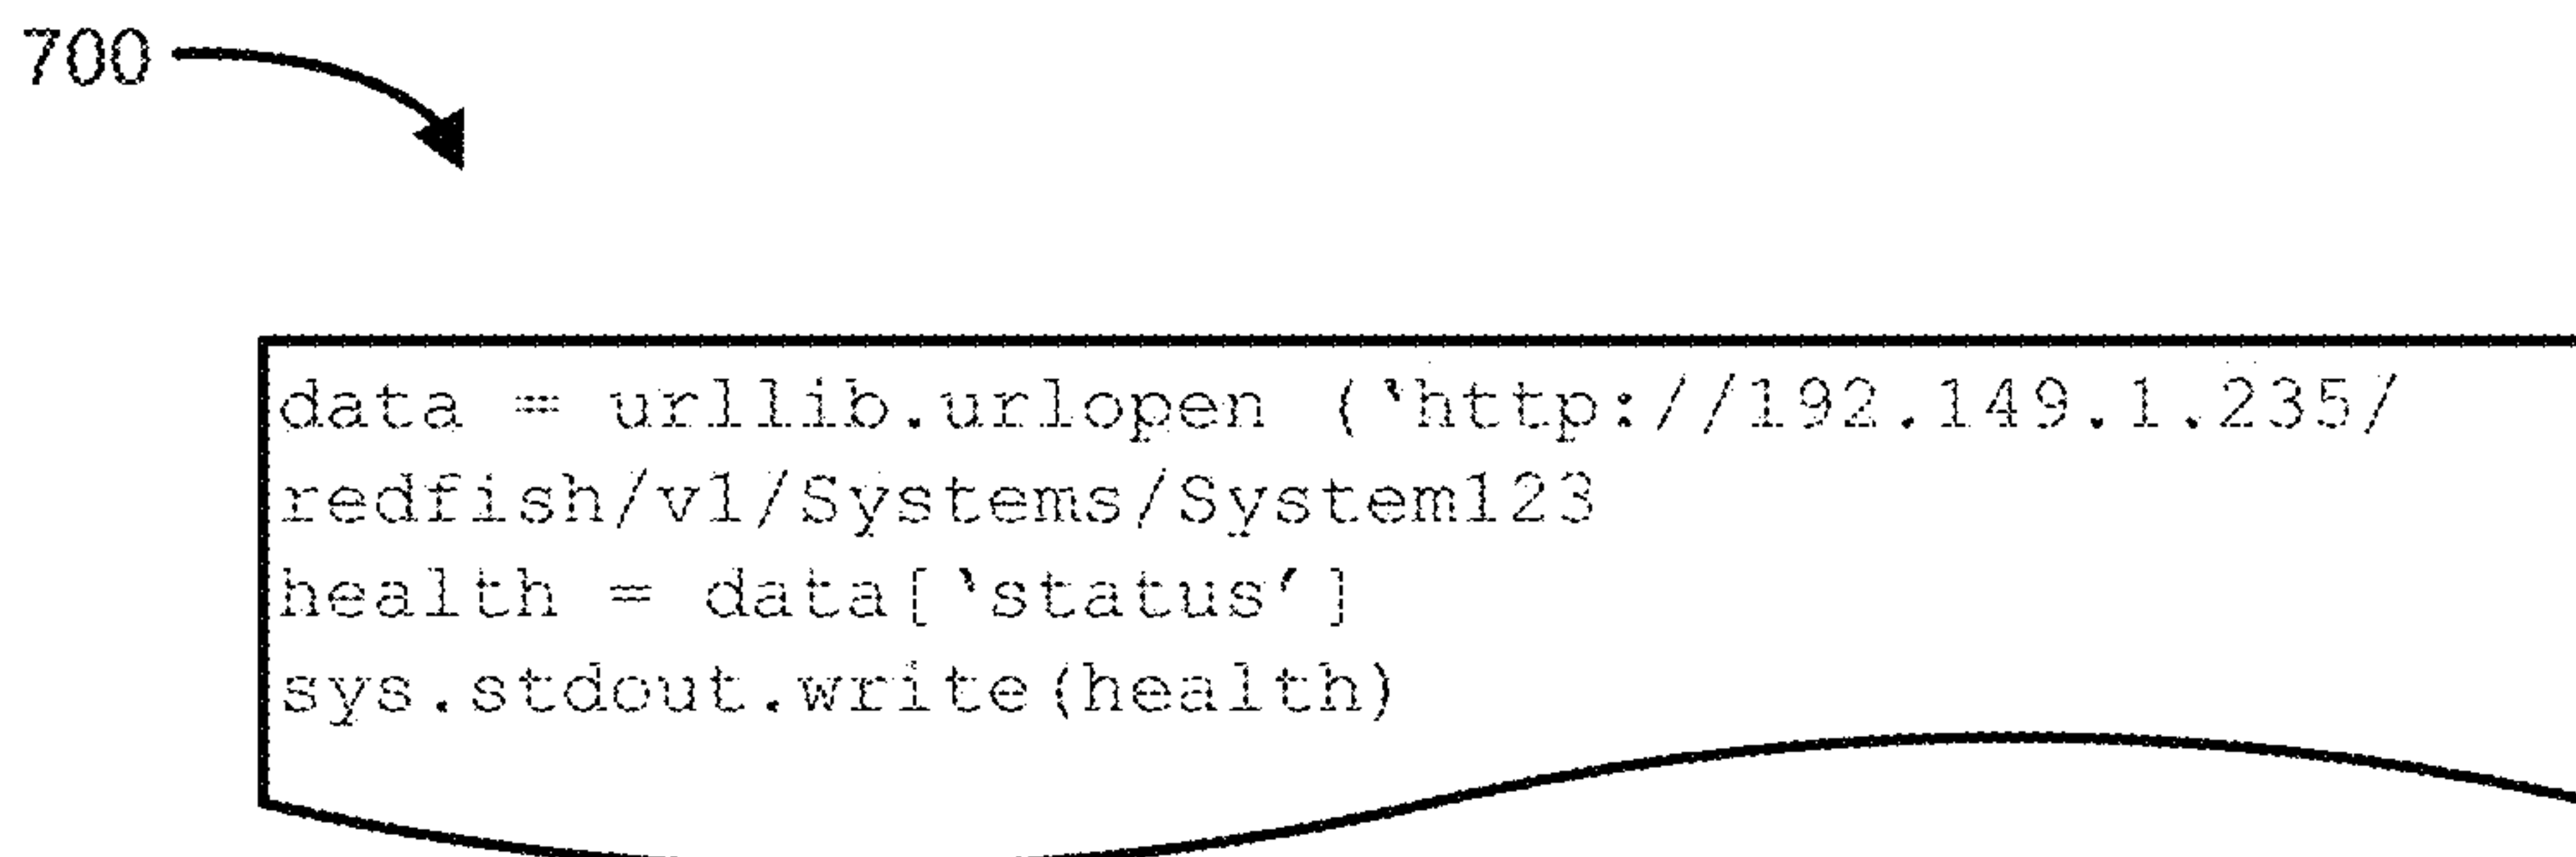 700
data = urllib.urlopen (‘http://192.149.1.235/
redfish/v1/Systems/System123
health = data[‘status’]
sys.stdout.write(health)